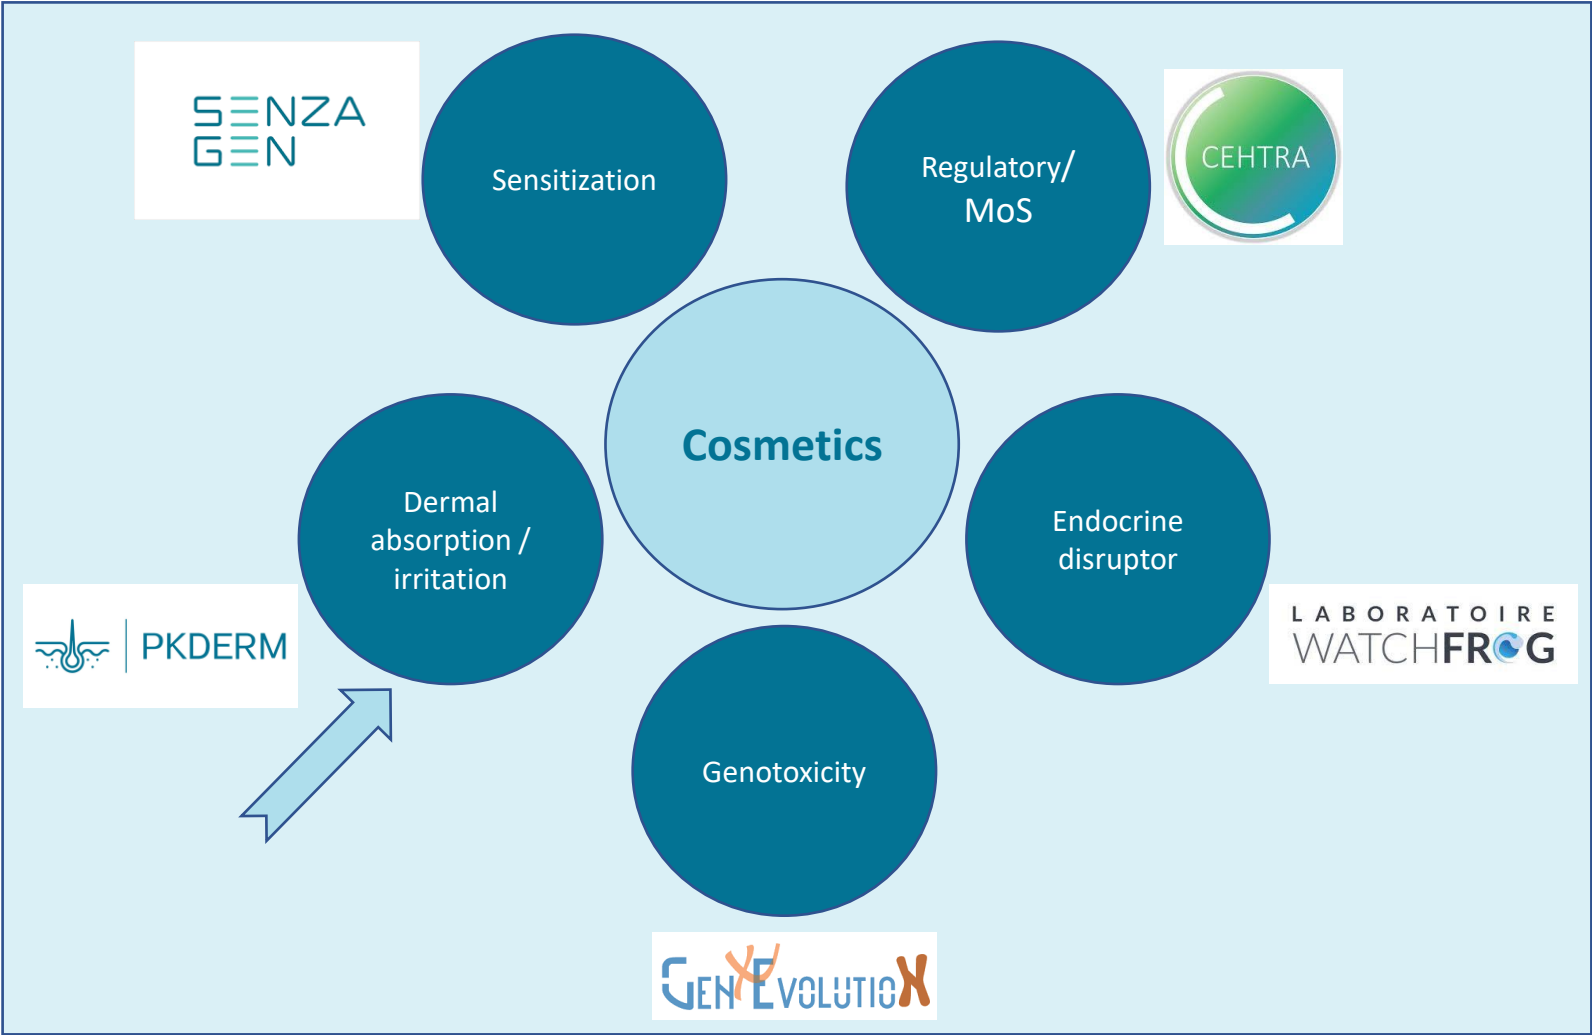 SENZA
GEN
Sensitization
Regulatory/
MoS
CEHTRA
Cosmetics
Dermal
absorption /
irritation
Endocrine
disruptor
PKDERM
LABORATOIRE
WATCHFROG
Genotoxicity
GENEVOLUTION